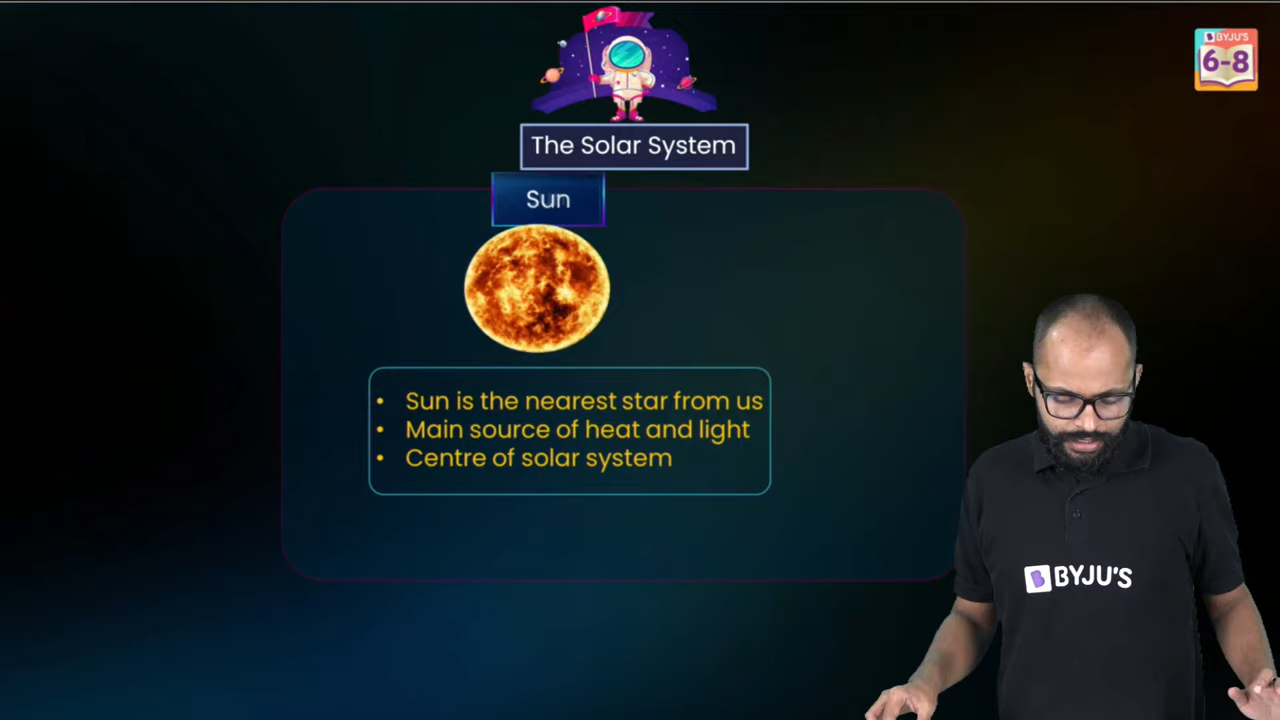 BYJU'S
6-8
The Solar System
Sun
• Sun is the nearest star from us
• Main source of heat and light
• Centre of solar system
BYJU'S